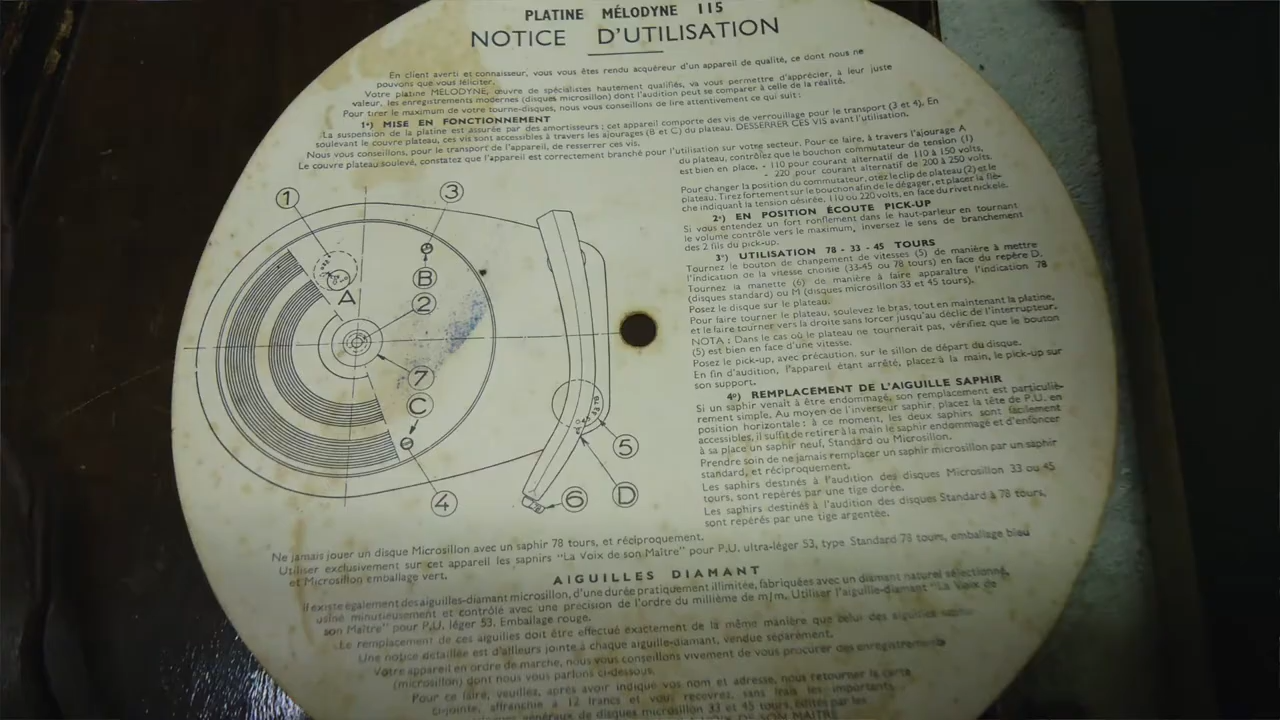 PLATINE MÉLODYNE 115
NOTICE D'UTILISATION
En client averti et connaisseur, vous vous êtes rendu acquéreur d'un appareil de qualité, ce dont nous ne
pouvons que vous féliciter.
Votre platine MÉLODYNE, œuvre de spécialistes hautement qualifiés, va vous permettre d'apprécier, à leur juste
valeur, les enregistrements modernes (disques microsillon) dont l'audition peut se comparer à celle de la réalité.
Pour tirer le maximum de votre tourne-disques, nous vous conseillons de lire attentivement ce qui suit :
1°) MISE EN FONCTIONNEMENT
La suspension de la platine est assurée par des amortisseurs ; cet appareil comporte des vis de verrouillage pour le transport (3 et 4). En
soulevant le couvre plateau, ces vis sont accessibles à travers les ajourages (B et C) du plateau. DESSERRER CES VIS avant l'utilisation.
Nous vous conseillons, pour le transport de l'appareil, de resserrer ces vis.
Le couvre plateau soulevé, constatez que l'appareil est correctement branché pour l'utilisation sur votre secteur. Pour ce faire, à travers l'ajourage A
du plateau, contrôlez que le bouchon commutateur de tension (1)
est bien en place. - 110 pour courant alternatif de 110 à 150 volts,
- 220 pour courant alternatif de 200 à 250 volts.
Pour changer la position du commutateur, otez le clip de plateau (2) et le
plateau. Tirez fortement sur le bouchon afin de le dégager, et placer la flè-
che indiquant la tension désirée, 110 ou 220 volts, en face du rivet nickelé.
2°) EN POSITION ÉCOUTE PICK-UP
Si vous entendez un fort ronflement dans le haut-parleur en tournant
le volume contrôle vers le maximum, inversez le sens de branchement
des 2 fils du pick-up.
3°) UTILISATION 78 - 33 - 45 TOURS
Tournez le bouton de changement de vitesses (5) de manière à mettre
l'indication de la vitesse choisie (33-45 ou 78 tours) en face du repère D.
Tournez la manette (6) de manière à faire apparaître l'indication 78
(disques standard) ou M (disques microsillon 33 et 45 tours).
Posez le disque sur le plateau.
Pour faire tourner le plateau, soulevez le bras, tout en maintenant la platine,
et le faire tourner vers la droite sans forcer jusqu'au déclic de l'interrupteur.
NOTA : Dans le cas où le plateau ne tournerait pas, vérifiez que le bouton
(5) est bien en face d'une vitesse.
Posez le pick-up, avec précaution, sur le sillon de départ du disque.
En fin d'audition, l'appareil étant arrêté, placez à la main, le pick-up sur
son support.
4°) REMPLACEMENT DE L'AIGUILLE SAPHIR
Si un saphir venait à être endommagé, son remplacement est particuliè-
rement simple. Au moyen de l'inverseur saphir, placez la tête de P.U. en
position horizontale : à ce moment, les deux saphirs sont facilement
accessibles, il suffit de retirer à la main le saphir endommagé et d'enfoncer
à sa place un saphir neuf, Standard ou Microsillon.
Prendre soin de ne jamais remplacer un saphir microsillon par un saphir
standard, et réciproquement.
Les saphirs destinés à l'audition des disques Microsillon 33 ou 45
tours, sont repérés par une tige dorée.
Les saphirs destinés à l'audition des disques Standard à 78 tours,
sont repérés par une tige argentée.
1
3
B
A
2
7
C
4
5
6
D
Ne jamais jouer un disque Microsillon avec un saphir 78 tours, et réciproquement.
Utiliser exclusivement sur cet appareil les saphirs "La Voix de son Maître" pour P.U. ultra-léger 53, type Standard 78 tours, emballage bleu
et Microsillon emballage vert.
AIGUILLES DIAMANT
Il existe également des aiguilles-diamant microsillon, d'une durée pratiquement illimitée, fabriquées avec un diamant naturel sélectionné,
usiné minutieusement et contrôlé avec une précision de l'ordre du millième de m/m. Utiliser l'aiguille-diamant "La Voix de
son Maître" pour P.U. léger 53. Emballage rouge.
Le remplacement de ces aiguilles doit être effectué exactement de la même manière que celui des aiguilles
Une notice détaillée est d'ailleurs jointe à chaque aiguille-diamant, vendue séparément.
Votre appareil en ordre de marche, nous vous conseillons vivement de vous procurer des enregistrements
(microsillon) dont nous vous parlons ci-dessous.
Pour ce faire, veuillez, après avoir indiqué vos nom et adresse, nous retourner la carte
ci-jointe, affranchie à 12 francs et vous recevrez, sans frais les importants
généraux de disques microsillon 33 et 45 tours, édités par les
VOIX DE SON MAITRE